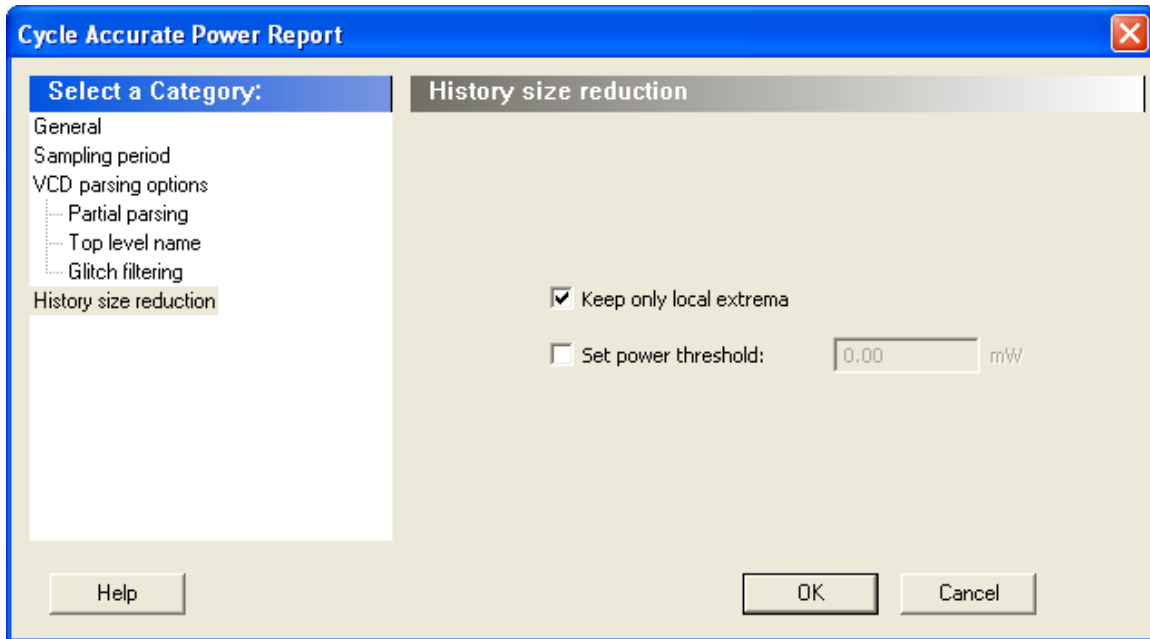 Cycle Accurate Power Report
Select a Category:
General
Sampling period
VCD parsing options
Partial parsing
Top level name
Glitch filtering
History size reduction
History size reduction
Keep only local extrema
Set power threshold: 0.00 mW
Help
OK
Cancel